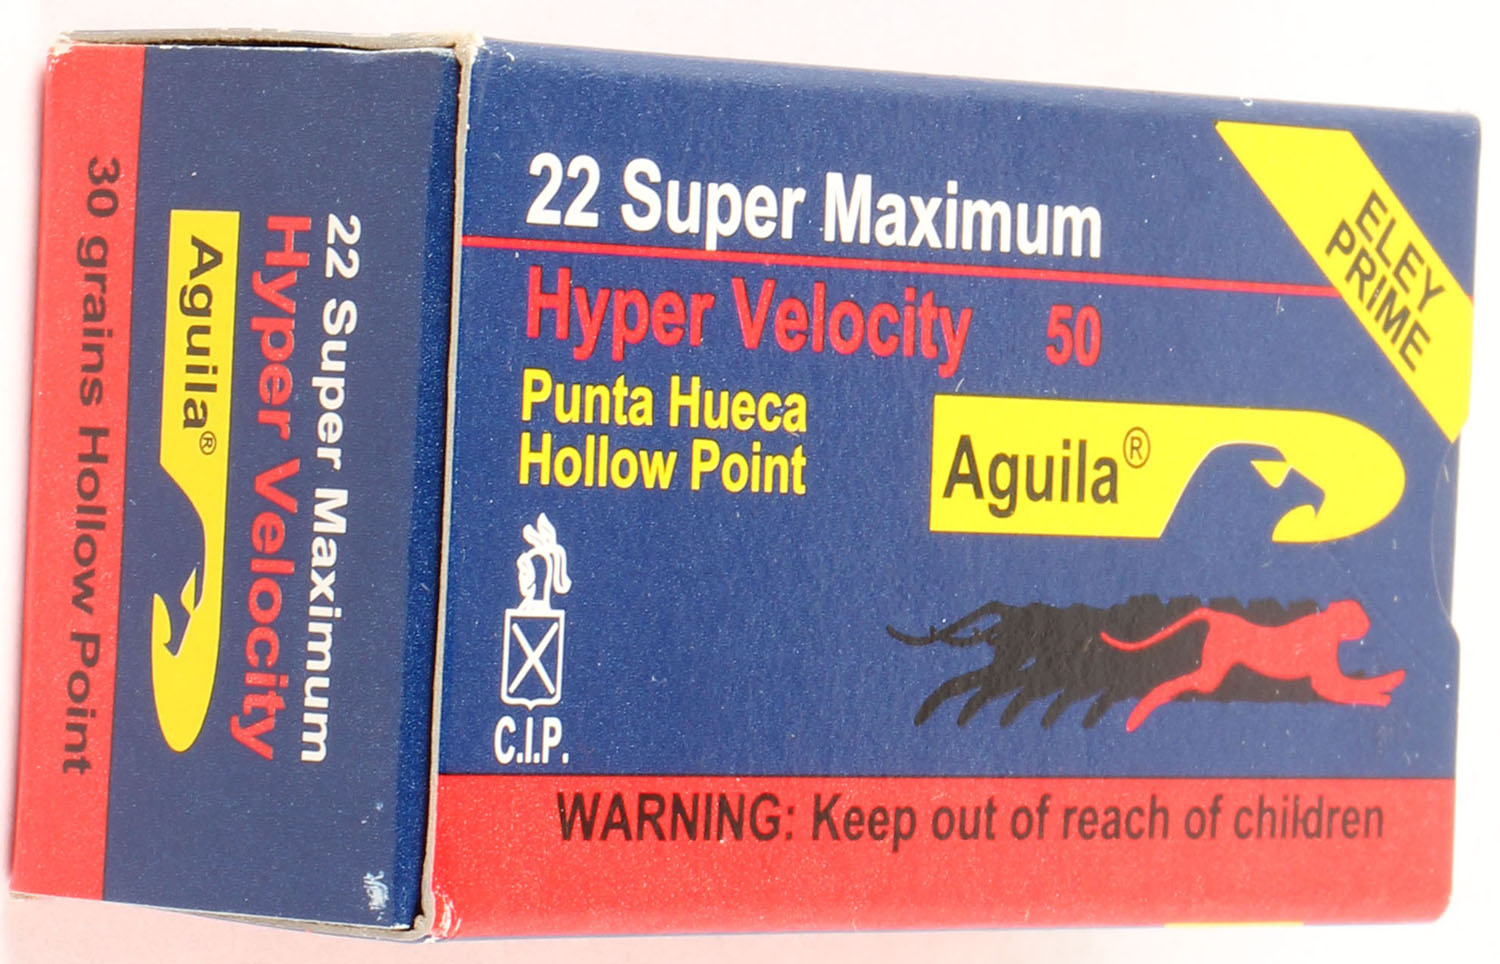 22 Super Maximum
Hyper Velocity 50
Punta Hueca
Hollow Point
ELEY
PRIME
Aguila®
C.I.P.
WARNING: Keep out of reach of children
22 Super Maximum
Hyper Velocity
Aguila®
30 grains Hollow Point